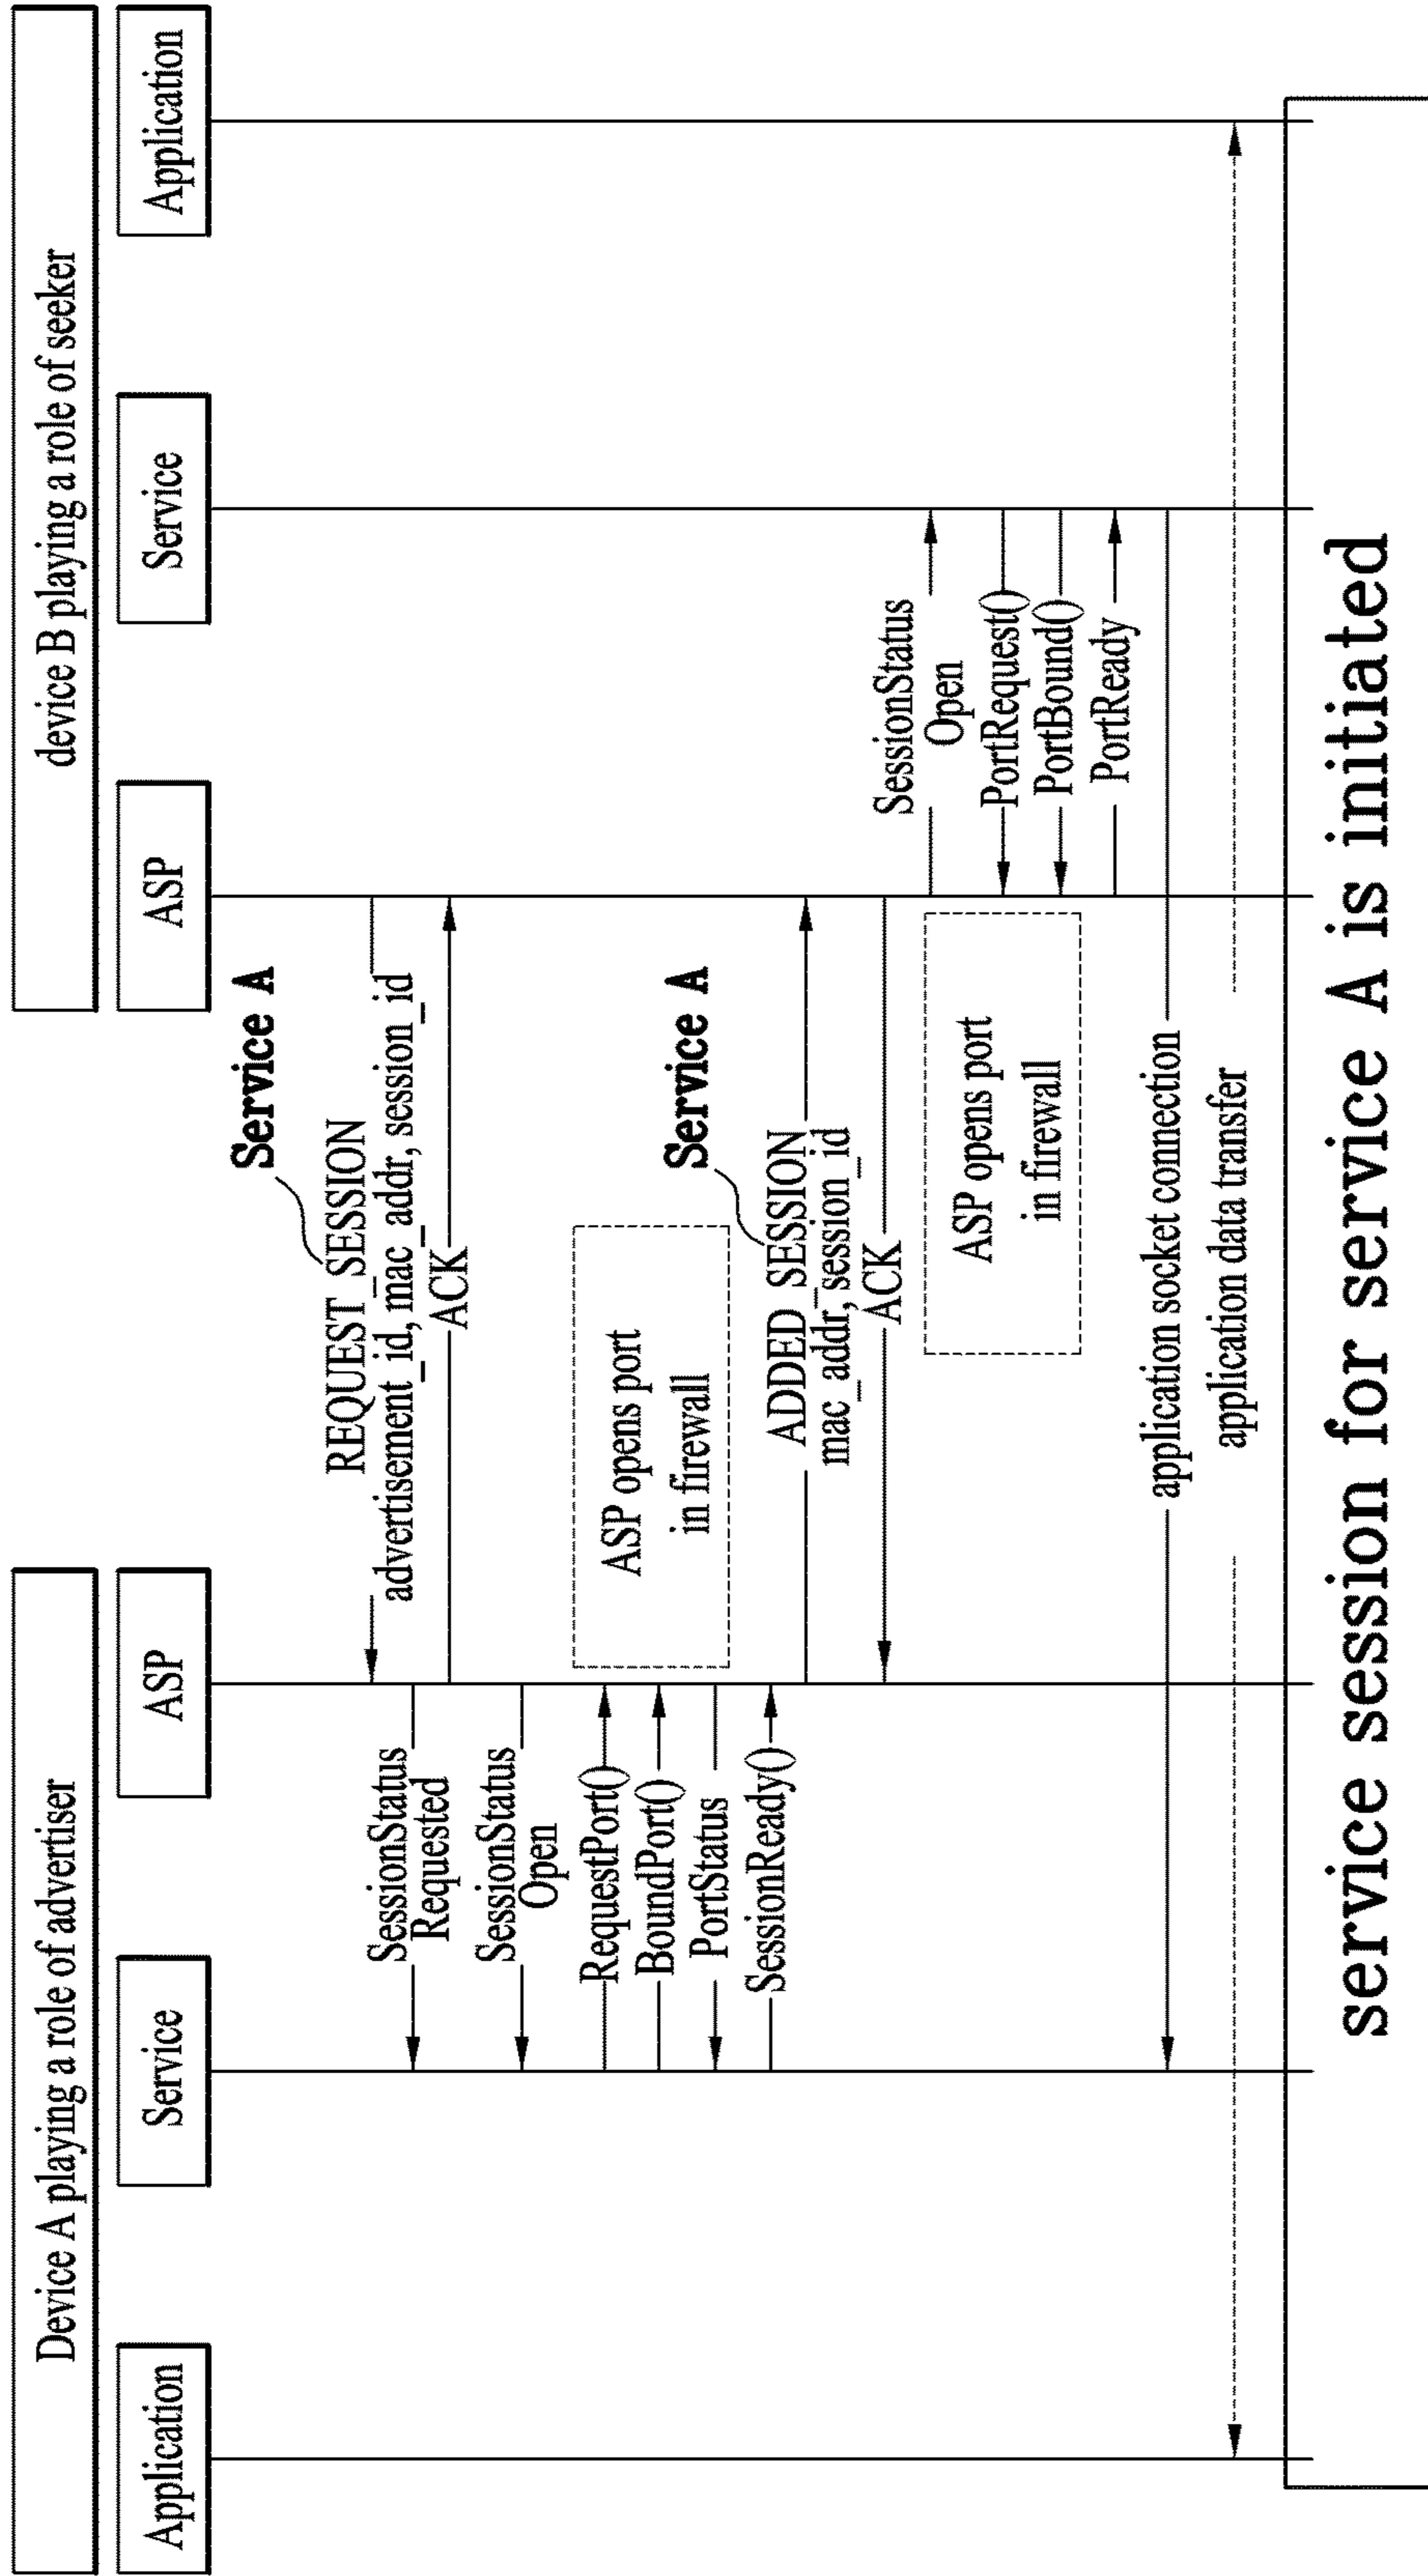 Device A playing a role of advertiser
device B playing a role of seeker
Application
Service
ASP
ASP
Service
Application
Service A
REQUEST_SESSION
advertisement_id, mac_addr, session_id
SessionStatus
Requested
ACK
SessionStatus
Open
RequestPort()
BoundPort()
PortStatus
SessionReady()
ASP opens port
in firewall
Service A
ADDED_SESSION
mac_addr, session_id
ACK
SessionStatus
Open
PortRequest()
PortBound()
PortReady
ASP opens port
in firewall
application socket connection
application data transfer
service session for service A is initiated